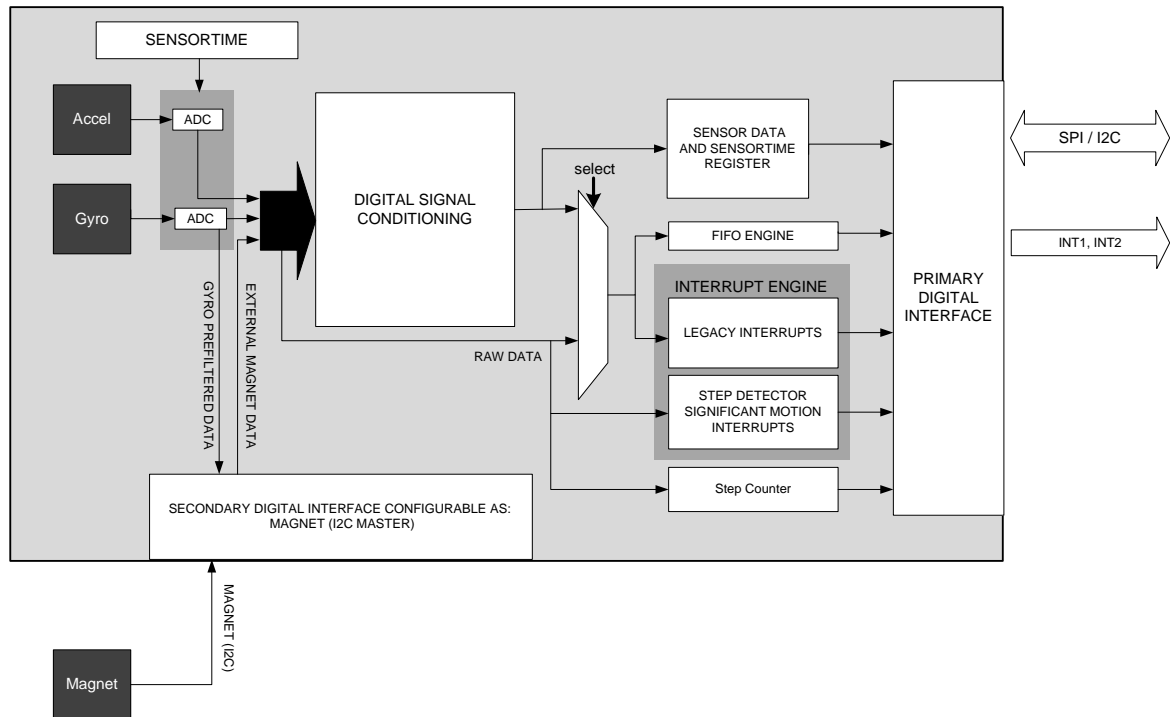 SENSORTIME
Accel
ADC
Gyro
ADC
DIGITAL SIGNAL
CONDITIONING
select
SENSOR DATA
AND SENSORTIME
REGISTER
FIFO ENGINE
INTERRUPT ENGINE
LEGACY INTERRUPTS
STEP DETECTOR
SIGNIFICANT MOTION
INTERRUPTS
Step Counter
PRIMARY
DIGITAL
INTERFACE
SPI / I2C
INT1, INT2
RAW DATA
GYRO PREFILTERED DATA
EXTERNAL MAGNET DATA
SECONDARY DIGITAL INTERFACE CONFIGURABLE AS:
MAGNET (I2C MASTER)
MAGNET (I2C)
Magnet